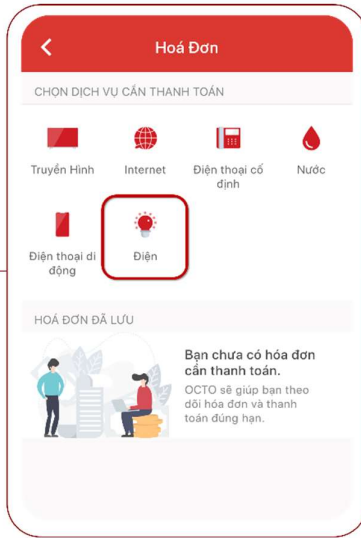 Hoá Đơn
CHỌN DỊCH VỤ CẦN THANH TOÁN
Truyền Hình
Internet
Điện thoại cố
định
Nước
Điện thoại di
động
Điện
HOÁ ĐƠN ĐÃ LƯU
Bạn chưa có hóa đơn
cần thanh toán.
OCTO sẽ giúp bạn theo
dõi hóa đơn và thanh
toán đúng hạn.